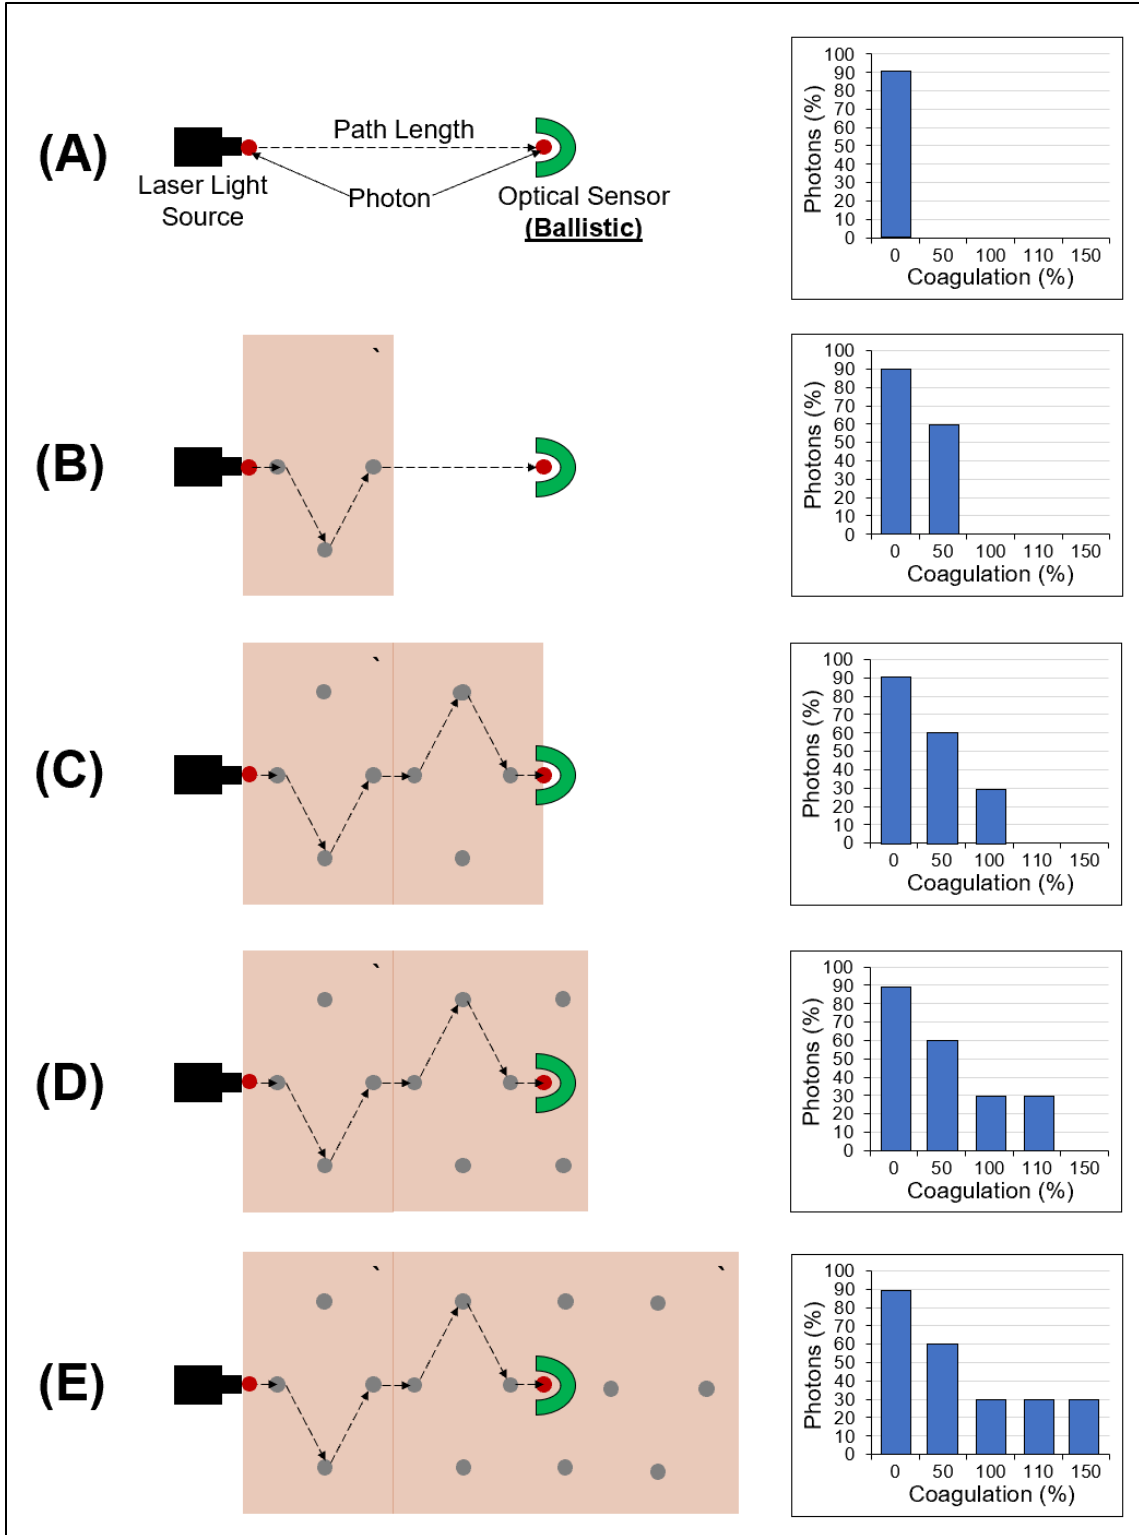 (A)
Path Length
Laser Light
Source
Photon
Optical Sensor
(Ballistic)
Photons (%)
100
90
80
70
60
50
40
30
20
10
0
0 50 100 110 150
Coagulation (%)
(B)
`
Photons (%)
100
90
80
70
60
50
40
30
20
10
0
0 50 100 110 150
Coagulation (%)
(C)
`
Photons (%)
100
90
80
70
60
50
40
30
20
10
0
0 50 100 110 150
Coagulation (%)
(D)
`
Photons (%)
100
90
80
70
60
50
40
30
20
10
0
0 50 100 110 150
Coagulation (%)
(E)
` `
Photons (%)
100
90
80
70
60
50
40
30
20
10
0
0 50 100 110 150
Coagulation (%)